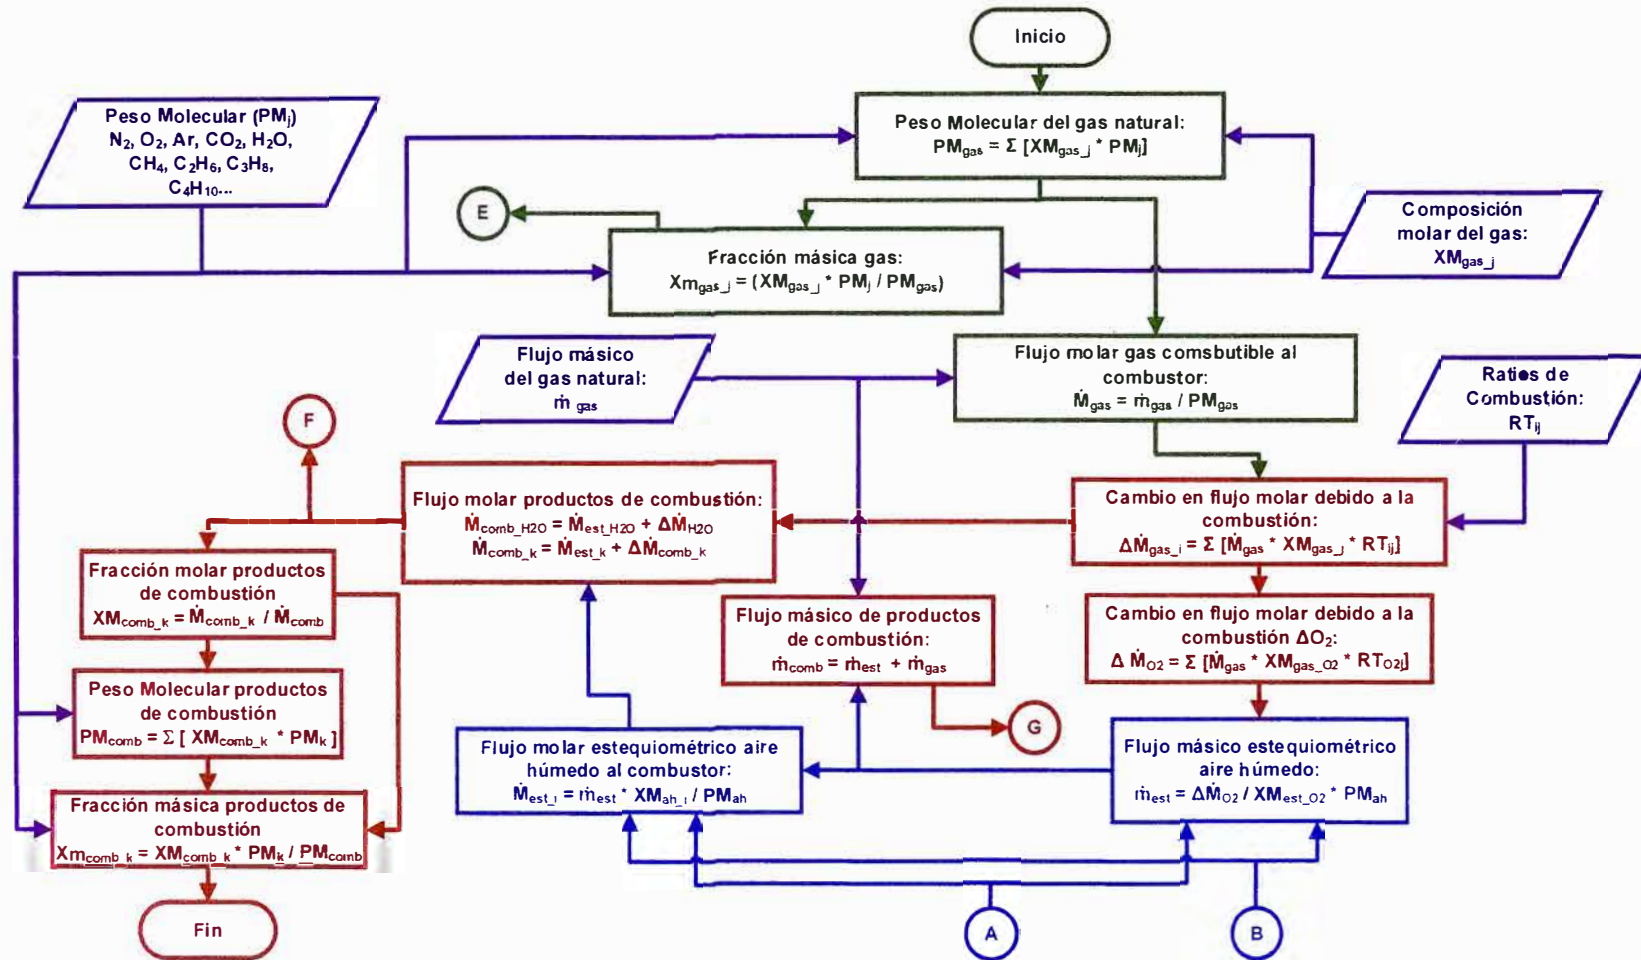 Inicio
Peso Molecular (PMj)
N2, O2, Ar, CO2, H2O,
CH4, C2H6, C3H8,
C4H10...
Peso Molecular del gas natural:
PMgas = Σ [XMgas_j * PMj]
E
Composición
molar del gas:
XMgas_j
Fracción másica gas:
Xmgas_j = (XMgas_j * PMj / PMgas)
Flujo másico
del gas natural:
ṁ gas
Flujo molar gas comsbutible al
combustor:
Ṁgas = ṁgas / PMgas
Ratios de
Combustión:
RTij
F
Flujo molar productos de combustión:
Ṁcomb_H2O = Ṁest_H2O + ΔṀH2O
Ṁcomb_k = Ṁest_k + ΔṀcomb_k
Cambio en flujo molar debido a la
combustión:
ΔṀgas_i = Σ [Ṁgas * XMgas_j * RTij]
Fracción molar productos
de combustión
XMcomb_k = Ṁcomb_k / Ṁcomb
Flujo másico de productos
de combustión:
ṁcomb = ṁest + ṁgas
Cambio en flujo molar debido a la
combustión ΔO2:
Δ ṀO2 = Σ [Ṁgas * XMgas_O2 * RTO2j]
Peso Molecular productos
de combustión
PMcomb = Σ [ XMcomb_k * PMk ]
G
Flujo molar estequiométrico aire
húmedo al combustor:
Ṁest_i = ṁest * XMah_i / PMah
Flujo másico estequiométrico
aire húmedo:
ṁest = ΔṀO2 / XMest_O2 * PMah
Fracción másica productos de
combustión
Xmcomb_k = XMcomb_k * PMk / PMcomb
Fin
A
B